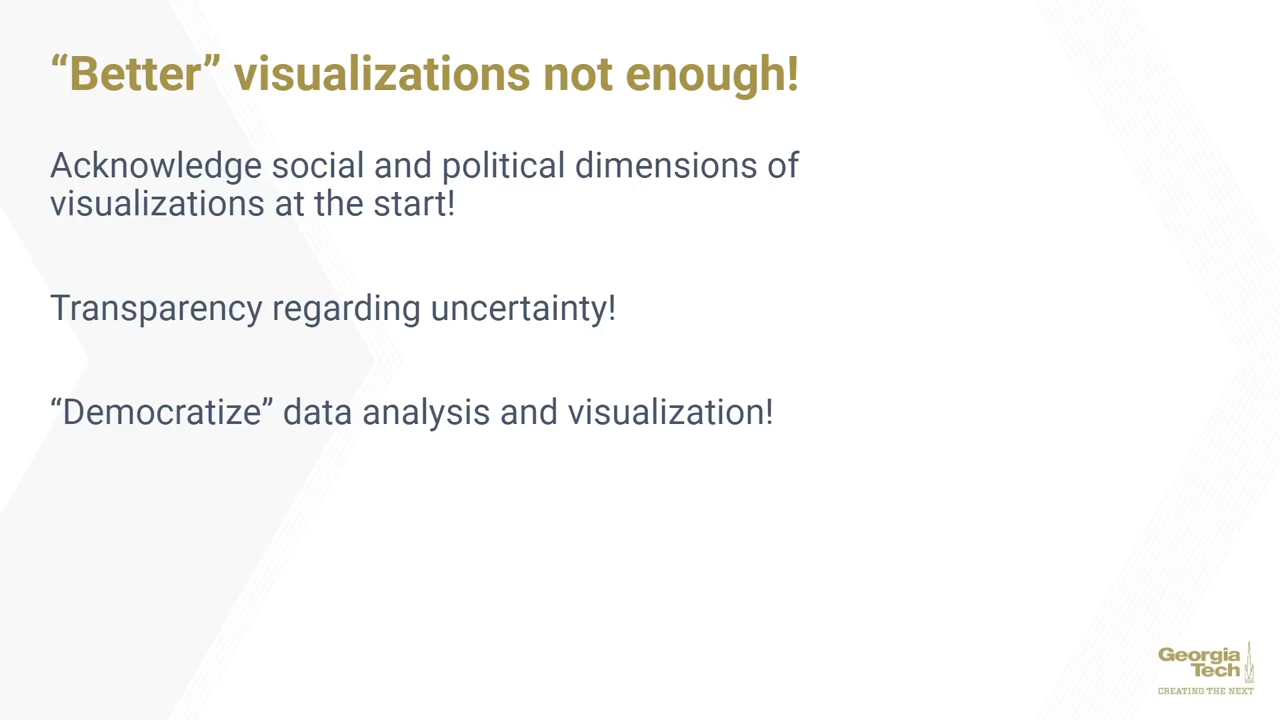 “Better” visualizations not enough!
Acknowledge social and political dimensions of
visualizations at the start!
Transparency regarding uncertainty!
“Democratize” data analysis and visualization!
Georgia
Tech
CREATING THE NEXT